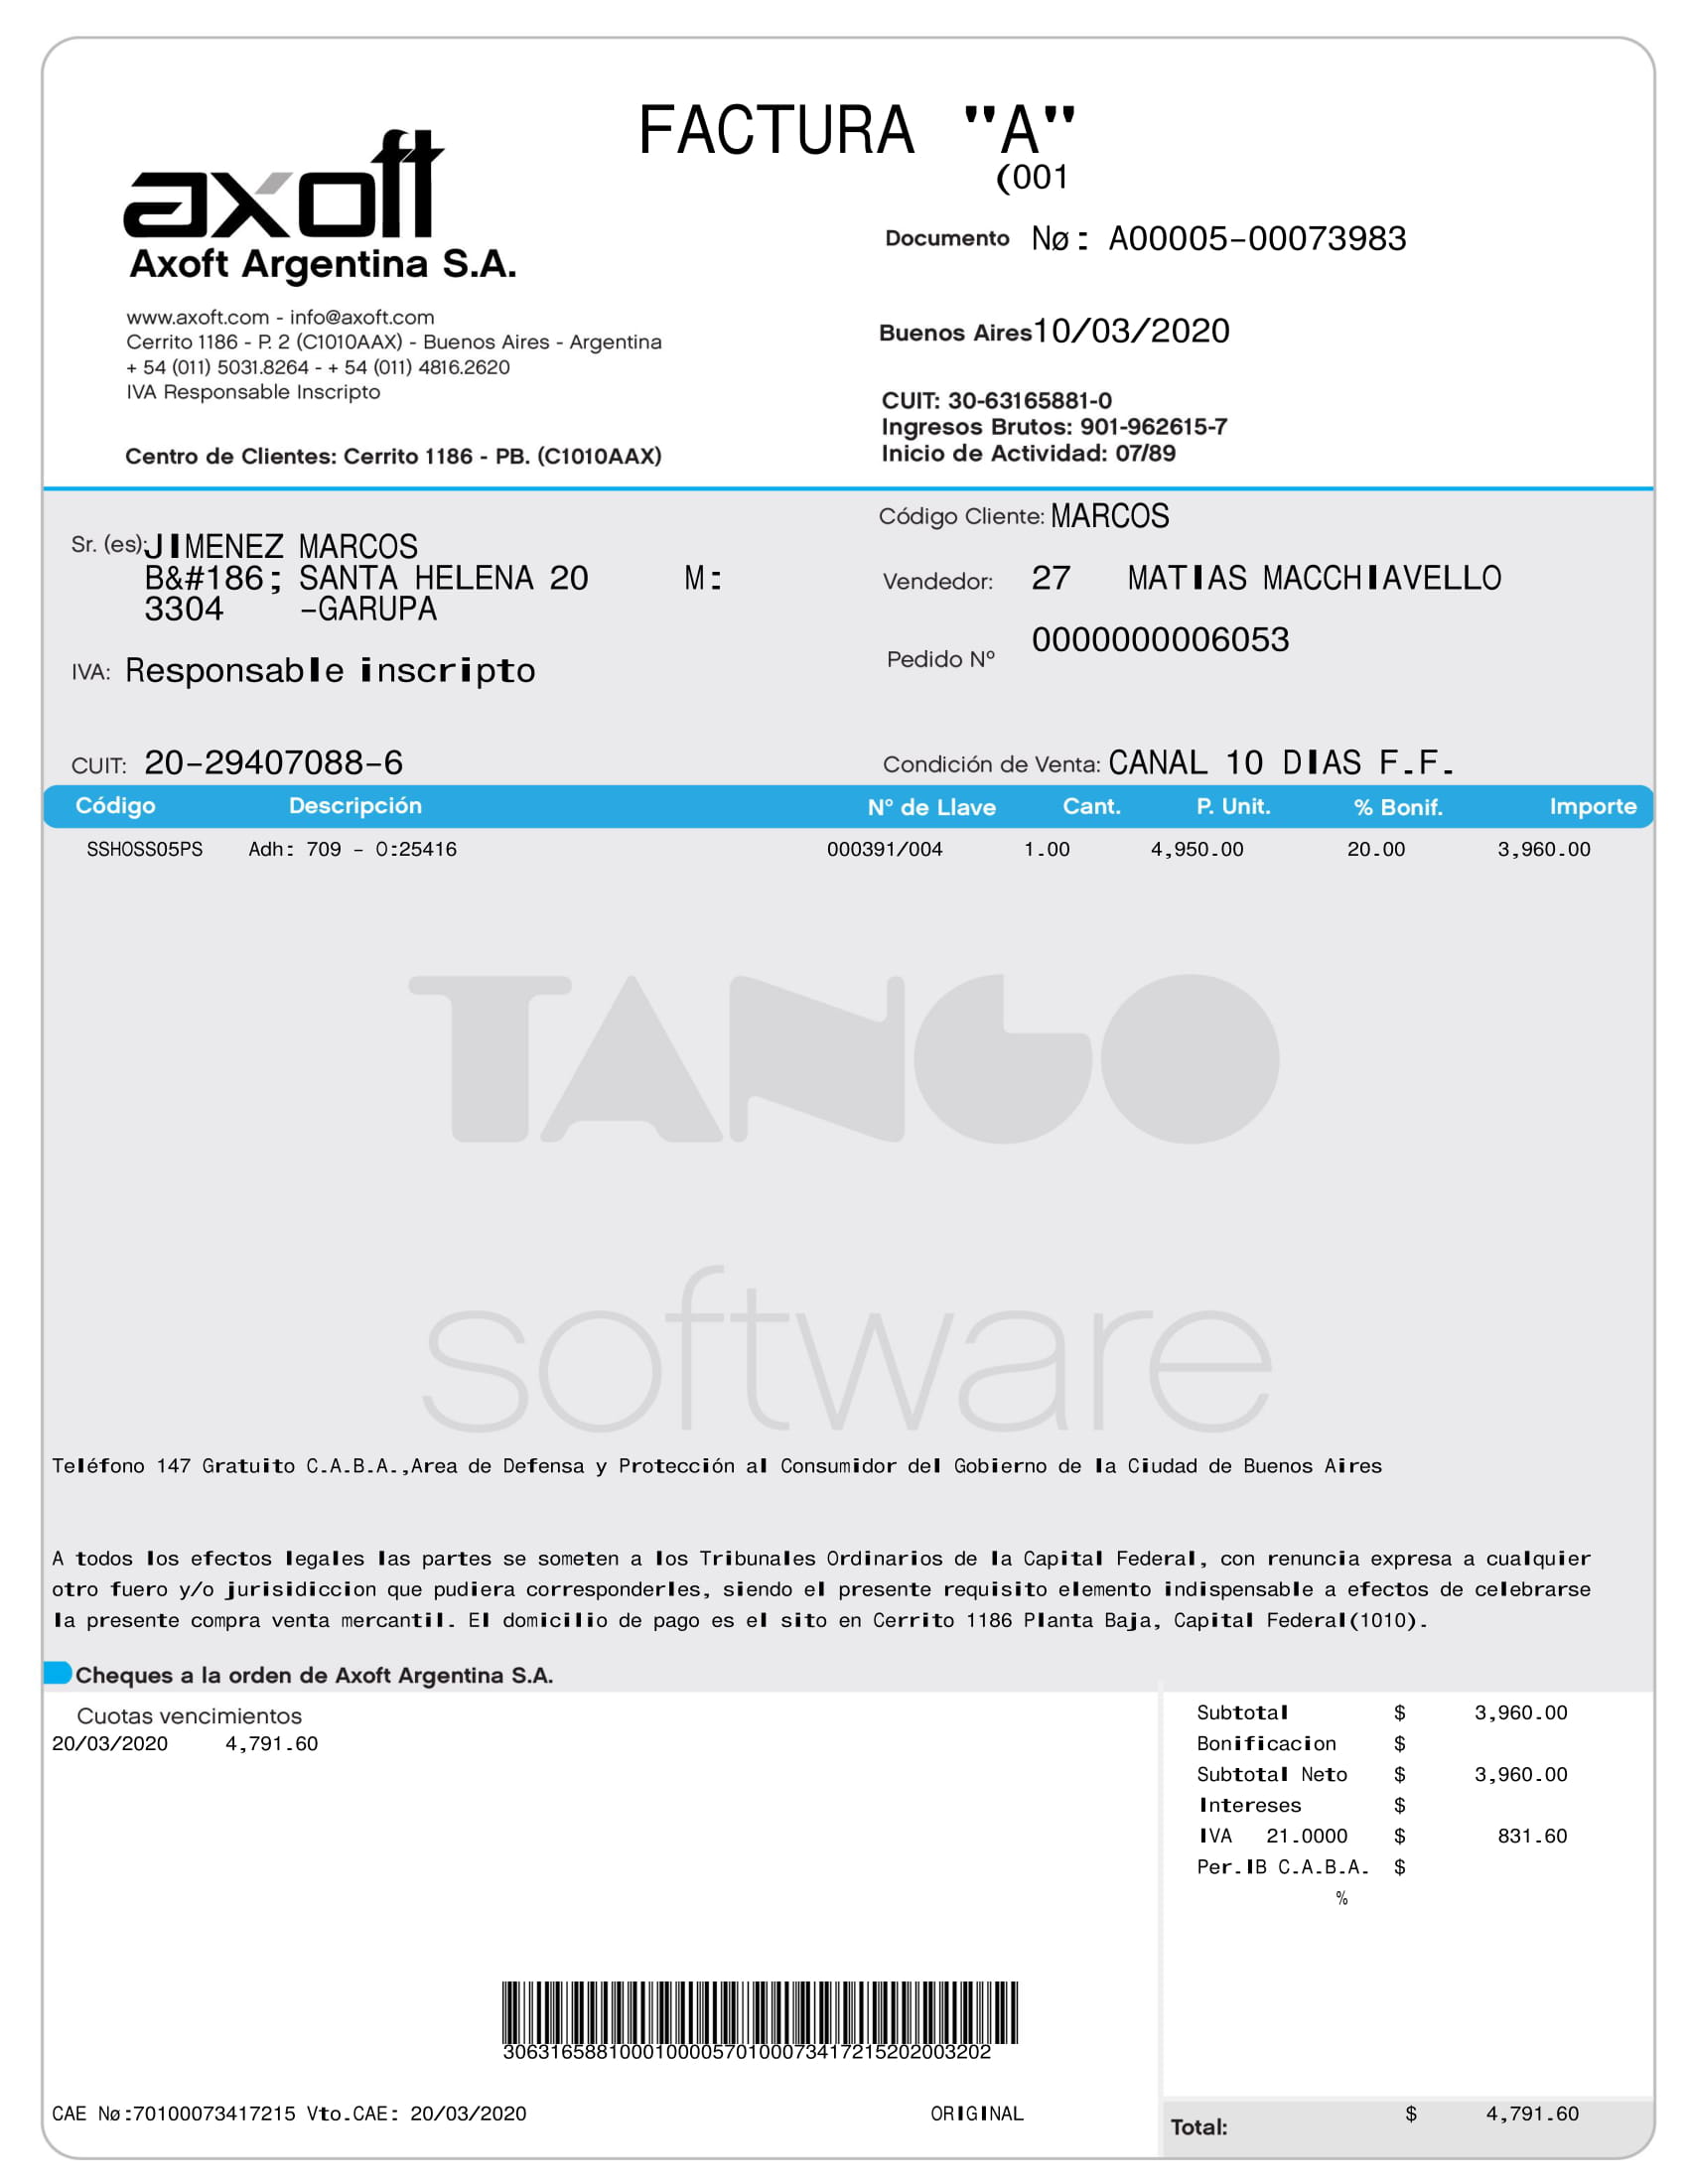 FACTURA "A"
(001
axoft
Axoft Argentina S.A.
Documento Nø: A00005-00073983
www.axoft.com - info@axoft.com
Cerrito 1186 - P. 2 (C1010AAX) - Buenos Aires - Argentina
+ 54 (011) 5031.8264 - + 54 (011) 4816.2620
IVA Responsable Inscripto
Buenos Aires 10/03/2020
CUIT: 30-63165881-0
Ingresos Brutos: 901-962615-7
Inicio de Actividad: 07/89
Centro de Clientes: Cerrito 1186 - PB. (C1010AAX)
Código Cliente: MARCOS
Sr. (es): JIMENEZ MARCOS
B&#186; SANTA HELENA 20 M:
3304 -GARUPA
Vendedor: 27 MATIAS MACCHIAVELLO
Pedido Nº 0000000006053
IVA: Responsable inscripto
CUIT: 20-29407088-6
Condición de Venta: CANAL 10 DIAS F.F.
Código Descripción Nº de Llave Cant. P. Unit. % Bonif. Importe
SSHOSS05PS Adh: 709 - O:25416 000391/004 1.00 4,950.00 20.00 3,960.00
TANGO
software
Teléfono 147 Gratuito C.A.B.A.,Area de Defensa y Protección al Consumidor del Gobierno de la Ciudad de Buenos Aires
A todos los efectos legales las partes se someten a los Tribunales Ordinarios de la Capital Federal, con renuncia expresa a cualquier
otro fuero y/o jurisidiccion que pudiera corresponderles, siendo el presente requisito elemento indispensable a efectos de celebrarse
la presente compra venta mercantil. El domicilio de pago es el sito en Cerrito 1186 Planta Baja, Capital Federal(1010).
Cheques a la orden de Axoft Argentina S.A.
Cuotas vencimientos
20/03/2020 4,791.60
Subtotal $ 3,960.00
Bonificacion $
Subtotal Neto $ 3,960.00
Intereses $
IVA 21.0000 $ 831.60
Per.IB C.A.B.A. $
%
306316588100010000570100073417215202003202
CAE Nø:70100073417215 Vto.CAE: 20/03/2020
ORIGINAL
Total: $ 4,791.60